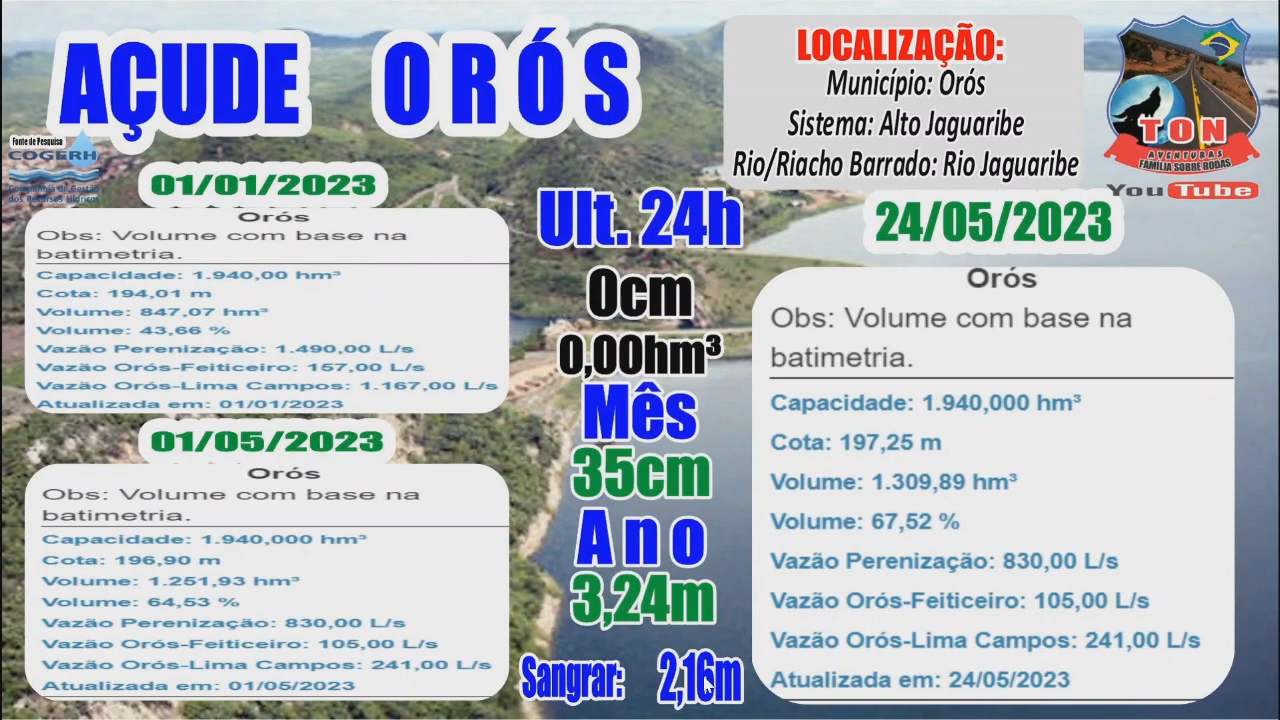 AÇUDE ORÓS
LOCALIZAÇÃO:
Município: Orós
Sistema: Alto Jaguaribe
Rio/Riacho Barrado: Rio Jaguaribe
TON
AVENTURAS
FAMÍLIA SOBRE RODAS
YouTube
Fonte de Pesquisa
COGERH
Companhia de Gestão
dos Recursos Hídricos
01/01/2023
Orós
Obs: Volume com base na
batimetria.
Capacidade: 1.940,00 hm³
Cota: 194,01 m
Volume: 847,07 hm³
Volume: 43,66 %
Vazão Perenização: 1.490,00 L/s
Vazão Orós-Feiticeiro: 157,00 L/s
Vazão Orós-Lima Campos: 1.167,00 L/s
Atualizada em: 01/01/2023
01/05/2023
Orós
Obs: Volume com base na
batimetria.
Capacidade: 1.940,000 hm³
Cota: 196,90 m
Volume: 1.251,93 hm³
Volume: 64,53 %
Vazão Perenização: 830,00 L/s
Vazão Orós-Feiticeiro: 105,00 L/s
Vazão Orós-Lima Campos: 241,00 L/s
Atualizada em: 01/05/2023
Ult. 24h
0cm
0,00hm³
Mês
35cm
Ano
3,24m
Sangrar: 2,16m
24/05/2023
Orós
Obs: Volume com base na
batimetria.
Capacidade: 1.940,000 hm³
Cota: 197,25 m
Volume: 1.309,89 hm³
Volume: 67,52 %
Vazão Perenização: 830,00 L/s
Vazão Orós-Feiticeiro: 105,00 L/s
Vazão Orós-Lima Campos: 241,00 L/s
Atualizada em: 24/05/2023